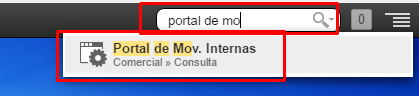 portal de mo
0
Portal de Mov. Internas
Comercial » Consulta